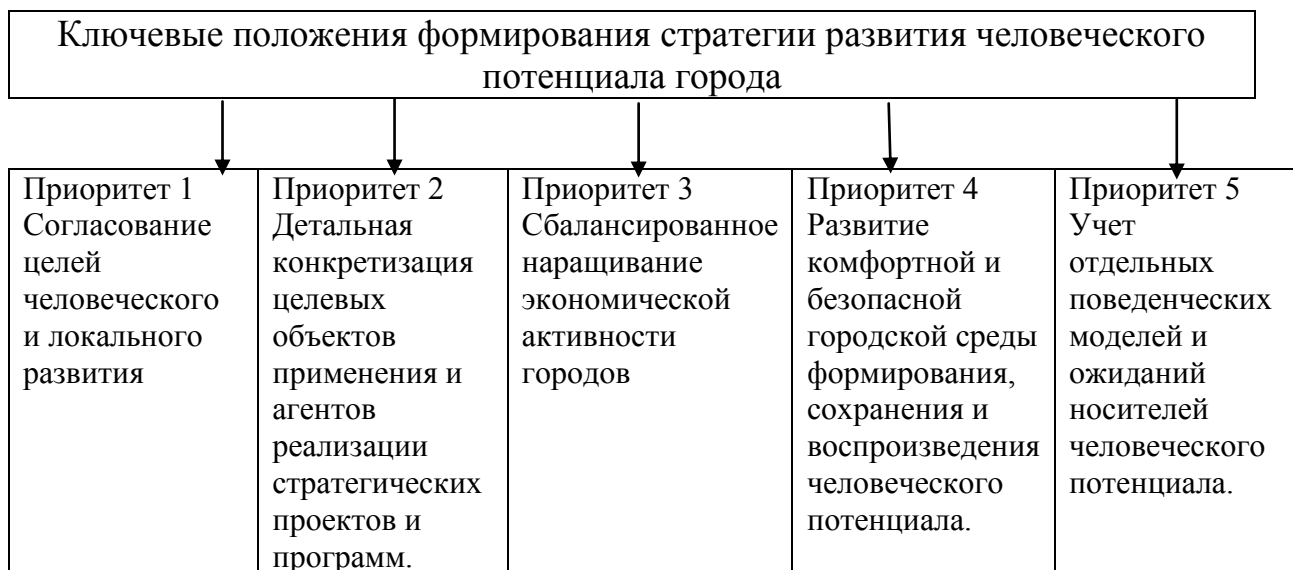 Ключевые положения формирования стратегии развития человеческого
потенциала города
Приоритет 1
Согласование
целей
человеческого
и локального
развития
Приоритет 2
Детальная
конкретизация
целевых
объектов
применения и
агентов
реализации
стратегических
проектов и
программ.
Приоритет 3
Сбалансированное
наращивание
экономической
активности
городов
Приоритет 4
Развитие
комфортной и
безопасной
городской среды
формирования,
сохранения и
воспроизведения
человеческого
потенциала.
Приоритет 5
Учет
отдельных
поведенческих
моделей и
ожиданий
носителей
человеческого
потенциала.